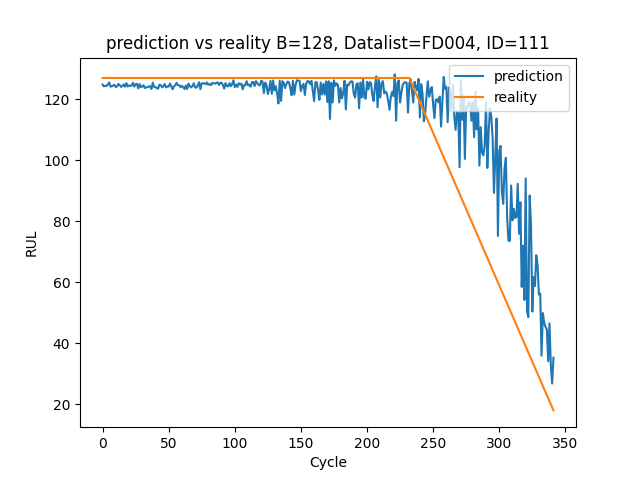 prediction vs reality B=128, Datalist=FD004, ID=111
prediction
reality
RUL
120
100
80
60
40
20
0 50 100 150 200 250 300 350
Cycle